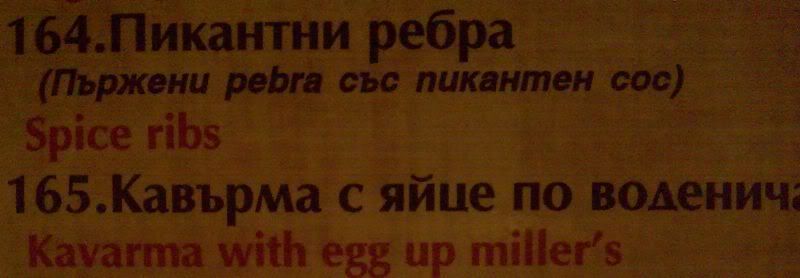 164.Пикантни ребра
(Пържени pebra със пикантен сос)
Spice ribs
165.Кавърма с яйце по
Kavarma with egg up miller's